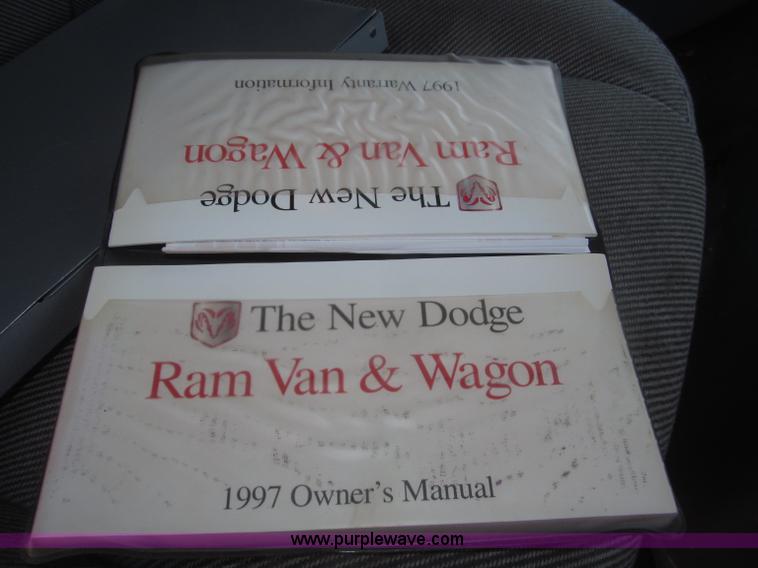 1997 Warranty Information
Ram Van & Wagon
The New Dodge
The New Dodge
Ram Van & Wagon
1997 Owner's Manual
www.purplewave.com